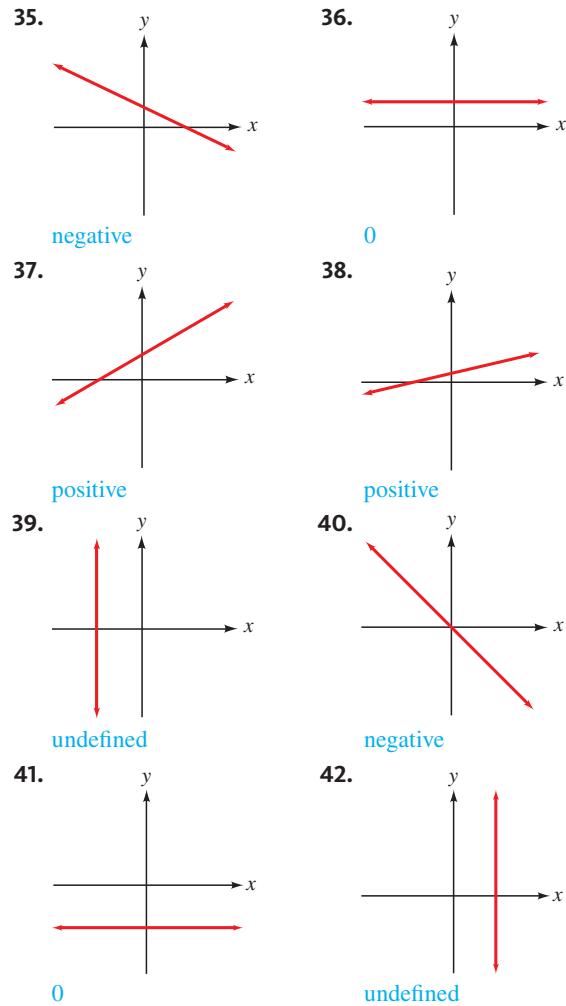 35.
y
x
negative
36.
y
x
0
37.
y
x
positive
38.
y
x
positive
39.
y
x
undefined
40.
y
x
negative
41.
y
x
0
42.
y
x
undefined